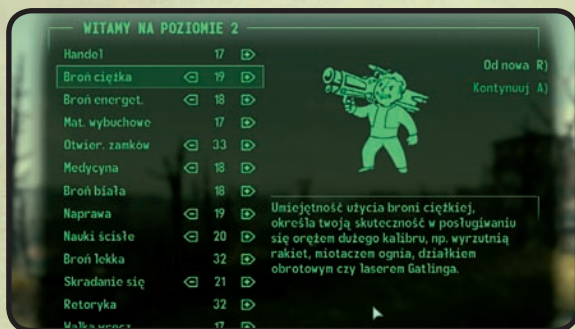 WITAMY NA POZIOMIE 2
Handel 17
Broń ciężka 19
Broń energet. 18
Mat. wybuchowe 17
Otwier. zamków 33
Medycyna 18
Broń biała 18
Naprawa 19
Nauki ścisłe 20
Broń lekka 32
Skradanie się 21
Retoryka 32
Walka wręcz 17
Od nowa R)
Kontynuuj A)
Umiejętność użycia broni ciężkiej,
określa twoją skuteczność w posługiwaniu
się orężem dużego kalibru, np. wyrzutnią
rakiet, miotaczem ognia, działkiem
obrotowym czy laserem Gatlinga.